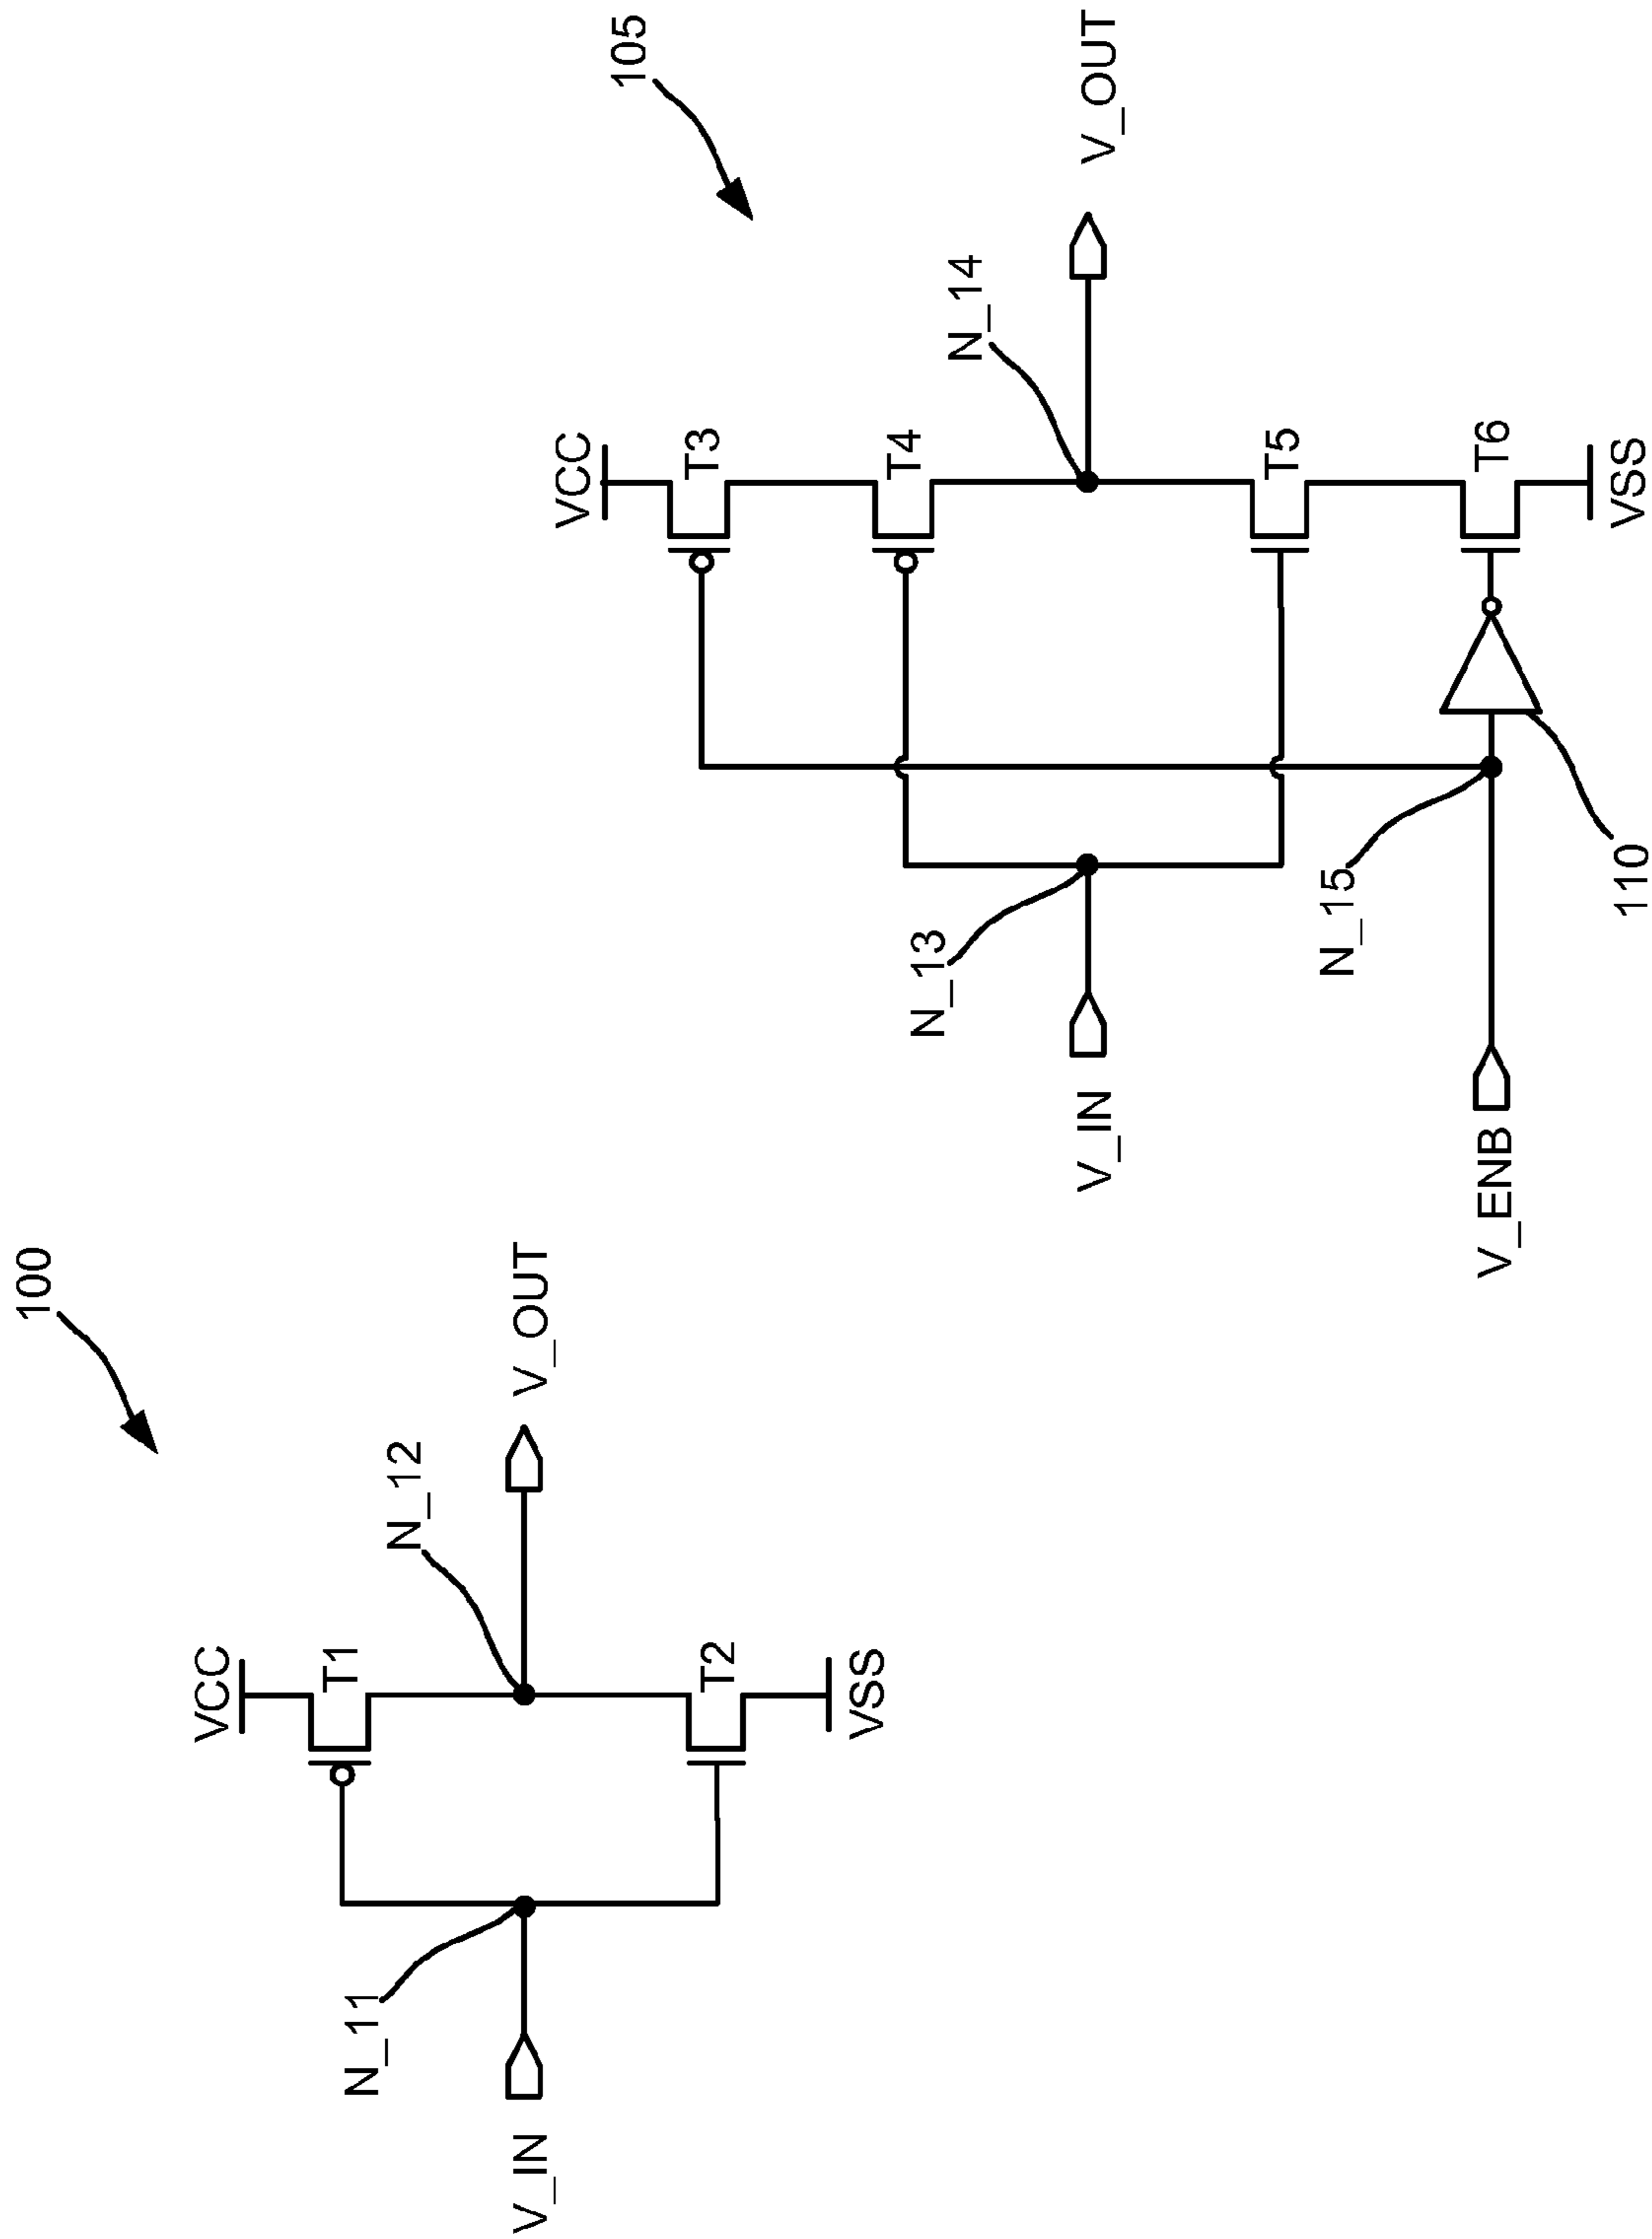 100
VCC
T1
N_12
V_OUT
N_11
V_IN
T2
VSS
105
VCC
T3
T4
N_14
V_OUT
N_13
V_IN
T5
N_15
T6
V_ENB
VSS
110